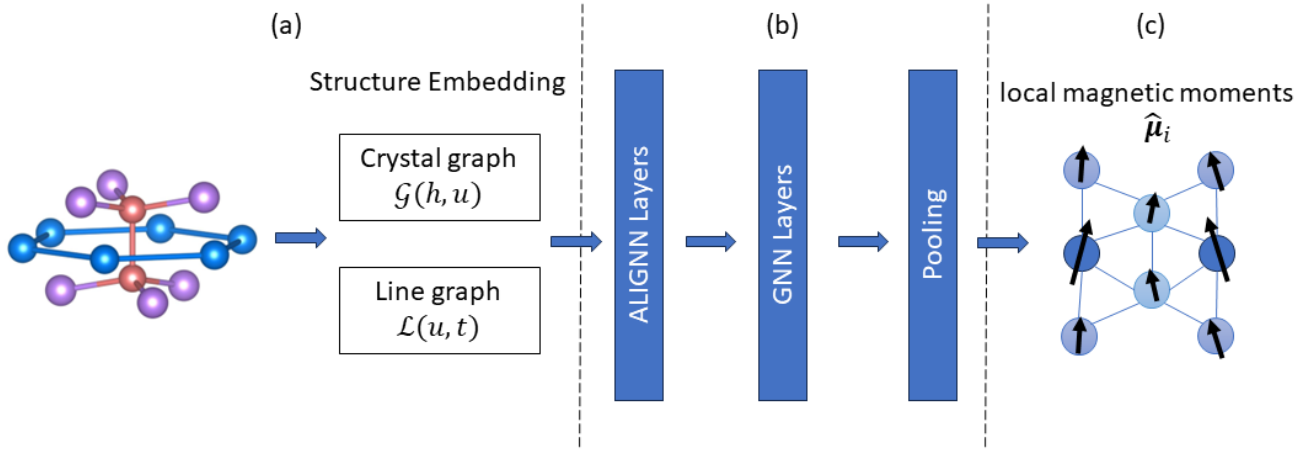 (a)
(b)
(c)
Structure Embedding
Crystal graph
𝒢(ℎ, 𝑢)
Line graph
ℒ(𝑢, 𝑡)
ALIGNN Layers
GNN Layers
Pooling
local magnetic moments
𝝁̂ᵢ